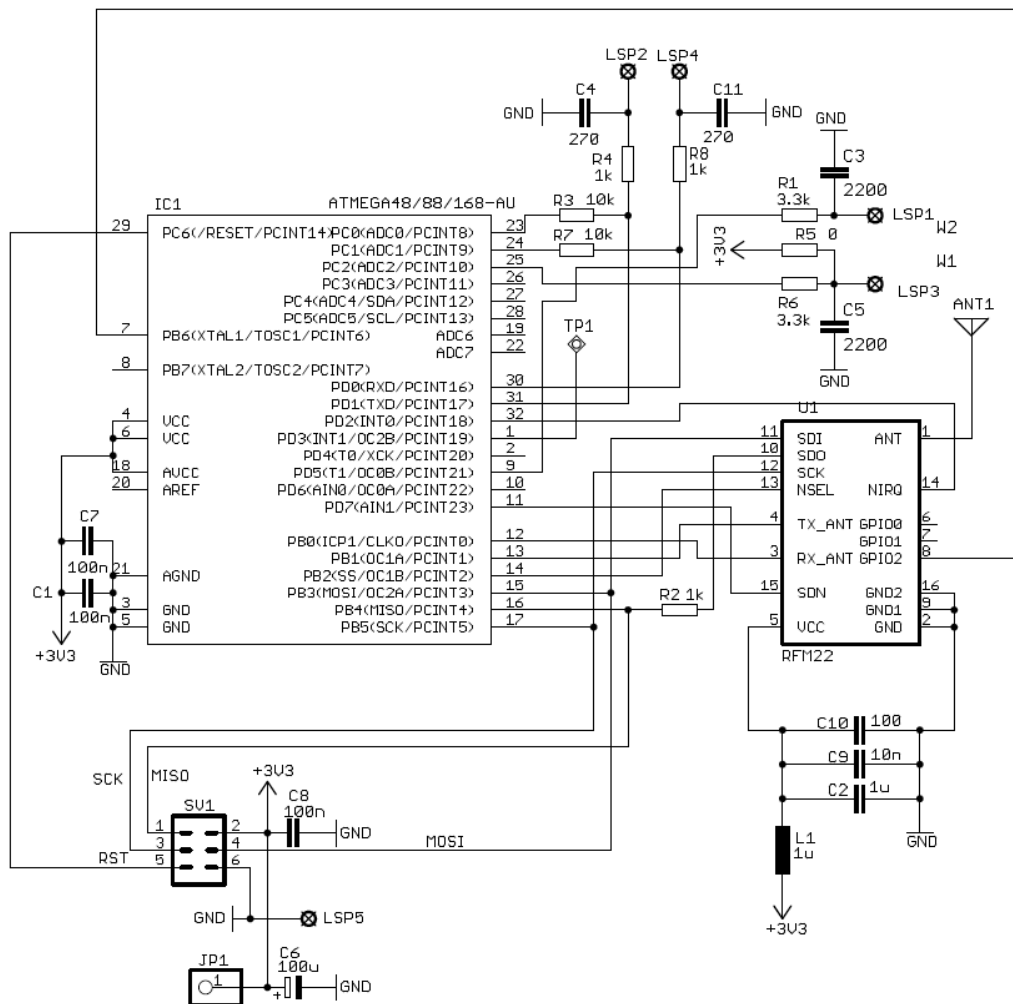 LSP2
LSP4
C4
C11
GND
GND
270
270
R4
1k
R8
1k
GND
C3
2200
IC1
ATMEGA48/88/168-AU
R3 10k
R7 10k
R1
3.3k
LSP1
W2
+3V3
R5 0
W1
R6
3.3k
LSP3
C5
2200
GND
ANT1
TP1
29
7
8
4
6
18
20
21
3
5
PC6(/RESET/PCINT14)
PB6(XTAL1/TOSC1/PCINT6)
PB7(XTAL2/TOSC2/PCINT7)
VCC
VCC
AVCC
AREF
AGND
GND
GND
PC0(ADC0/PCINT8) 23
PC1(ADC1/PCINT9) 24
PC2(ADC2/PCINT10) 25
PC3(ADC3/PCINT11) 26
PC4(ADC4/SDA/PCINT12) 27
PC5(ADC5/SCL/PCINT13) 28
ADC6 19
ADC7 22
PD0(RXD/PCINT16) 30
PD1(TXD/PCINT17) 31
PD2(INT0/PCINT18) 32
PD3(INT1/OC2B/PCINT19) 1
PD4(T0/XCK/PCINT20) 2
PD5(T1/OC0B/PCINT21) 9
PD6(AIN0/OC0A/PCINT22) 10
PD7(AIN1/PCINT23) 11
PB0(ICP1/CLKO/PCINT0) 12
PB1(OC1A/PCINT1) 13
PB2(SS/OC1B/PCINT2) 14
PB3(MOSI/OC2A/PCINT3) 15
PB4(MISO/PCINT4) 16
PB5(SCK/PCINT5) 17
C7
100n
C1
100n
+3V3
GND
R2 1k
U1
11 SDI
10 SDO
12 SCK
13 NSEL
4 TX_ANT
3 RX_ANT
15 SDN
5 VCC
ANT 1
NIRQ 14
GPIO0 6
GPIO1 7
GPIO2 8
GND2 16
GND1 9
GND 2
RFM22
C10 100
C9 10n
C2 1u
GND
L1
1u
+3V3
SCK
MISO
+3V3
SV1
C8
100n
GND
1 2
3 4
5 6
RST
MOSI
GND
LSP5
JP1
1
C6
100u
+
GND